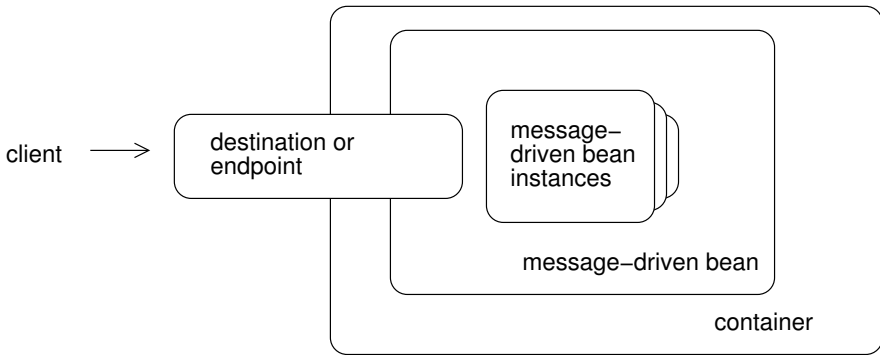 client
destination or
endpoint
message−
driven bean
instances
message−driven bean
container